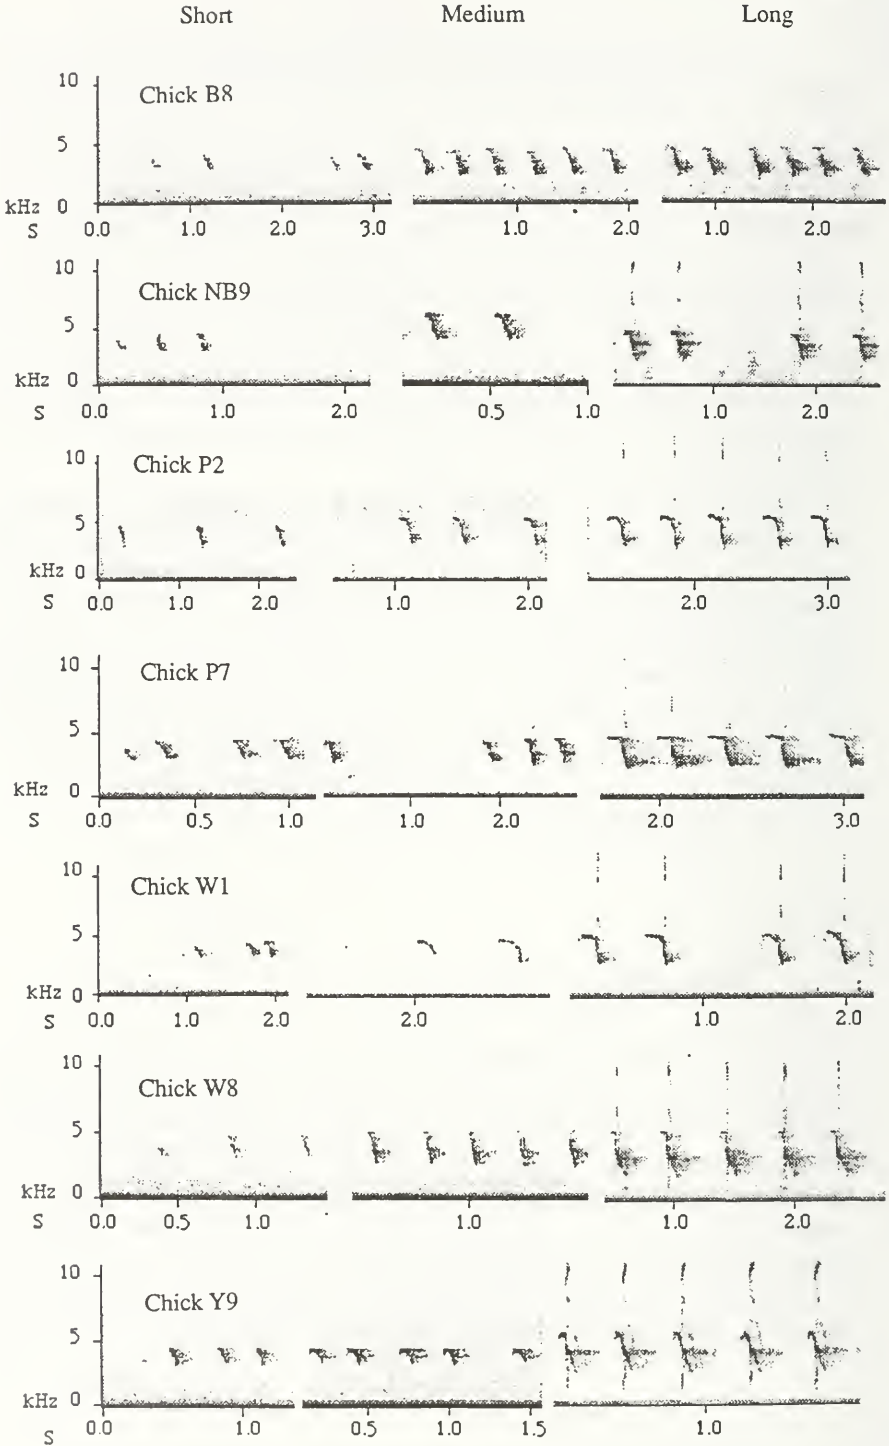 Short Medium Long
10
Chick B8
5
kHz 0
S 0.0 1.0 2.0 3.0 1.0 2.0 1.0 2.0
10
Chick NB9
5
kHz 0
S 0.0 1.0 2.0 0.5 1.0 1.0 2.0
10
Chick P2
5
kHz 0
S 0.0 1.0 2.0 1.0 2.0 2.0 3.0
10
Chick P7
5
kHz 0
S 0.0 0.5 1.0 1.0 2.0 2.0 3.0
10
Chick W1
5
kHz 0
S 0.0 1.0 2.0 2.0 1.0 2.0
10
Chick W8
5
kHz 0
S 0.0 0.5 1.0 1.0 1.0 2.0
10
Chick Y9
5
kHz 0
S 0.0 1.0 0.5 1.0 1.5 1.0